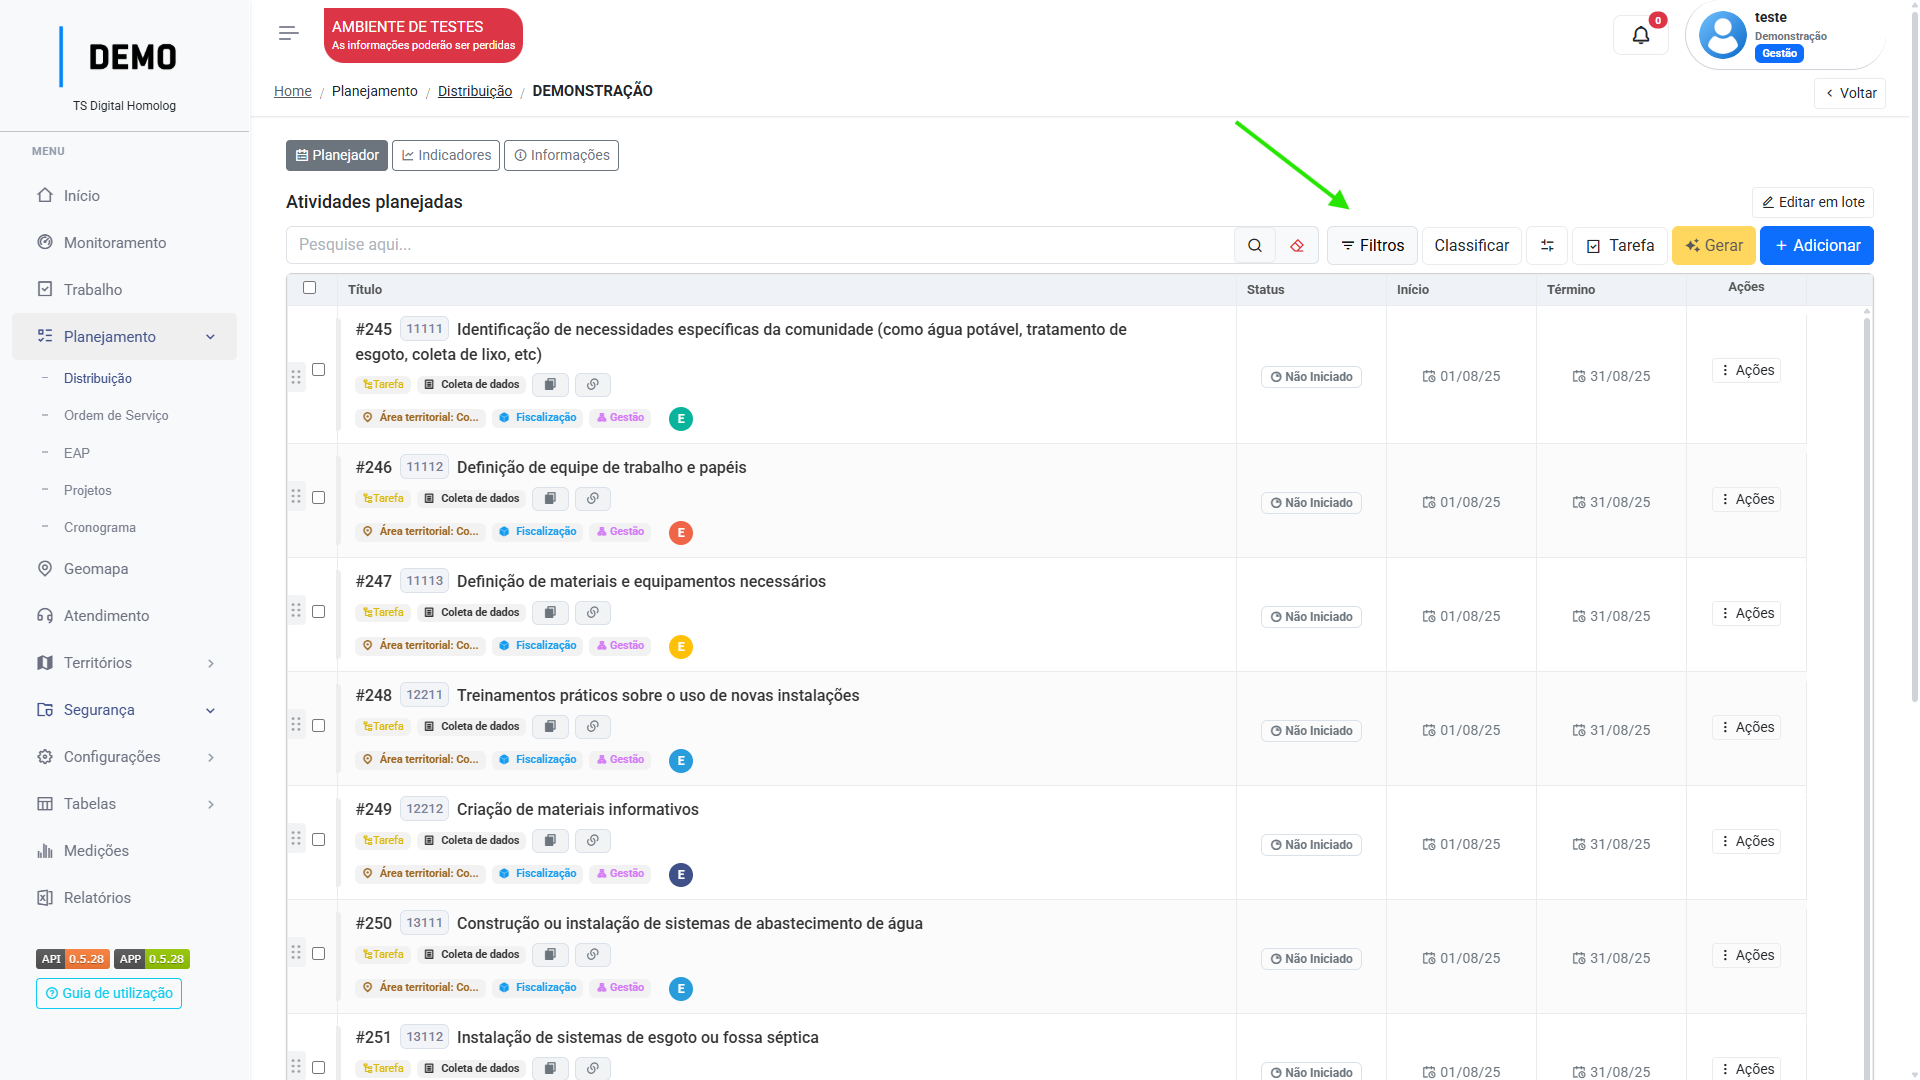 DEMO
TS Digital Homolog
MENU
Início
Monitoramento
Trabalho
Planejamento
Distribuição
Ordem de Serviço
EAP
Projetos
Cronograma
Geomapa
Atendimento
Territórios
Segurança
Configurações
Tabelas
Medições
Relatórios
API 0.5.28 APP 0.5.28
Guia de utilização
AMBIENTE DE TESTES
As informações poderão ser perdidas
0
teste
Demonstração
Gestão
Home / Planejamento / Distribuição / DEMONSTRAÇÃO
Voltar
Planejador Indicadores Informações
Atividades planejadas
Editar em lote
Pesquise aqui...
Filtros Classificar Tarefa Gerar + Adicionar
Título Status Início Término Ações
#245 11111 Identificação de necessidades específicas da comunidade (como água potável, tratamento de
esgoto, coleta de lixo, etc)
Tarefa Coleta de dados
Área territorial: Co... Fiscalização Gestão E
Não Iniciado 01/08/25 31/08/25 Ações
#246 11112 Definição de equipe de trabalho e papéis
Tarefa Coleta de dados
Área territorial: Co... Fiscalização Gestão E
Não Iniciado 01/08/25 31/08/25 Ações
#247 11113 Definição de materiais e equipamentos necessários
Tarefa Coleta de dados
Área territorial: Co... Fiscalização Gestão E
Não Iniciado 01/08/25 31/08/25 Ações
#248 12211 Treinamentos práticos sobre o uso de novas instalações
Tarefa Coleta de dados
Área territorial: Co... Fiscalização Gestão E
Não Iniciado 01/08/25 31/08/25 Ações
#249 12212 Criação de materiais informativos
Tarefa Coleta de dados
Área territorial: Co... Fiscalização Gestão E
Não Iniciado 01/08/25 31/08/25 Ações
#250 13111 Construção ou instalação de sistemas de abastecimento de água
Tarefa Coleta de dados
Área territorial: Co... Fiscalização Gestão E
Não Iniciado 01/08/25 31/08/25 Ações
#251 13112 Instalação de sistemas de esgoto ou fossa séptica
Tarefa Coleta de dados
Não Iniciado 01/08/25 31/08/25 Ações